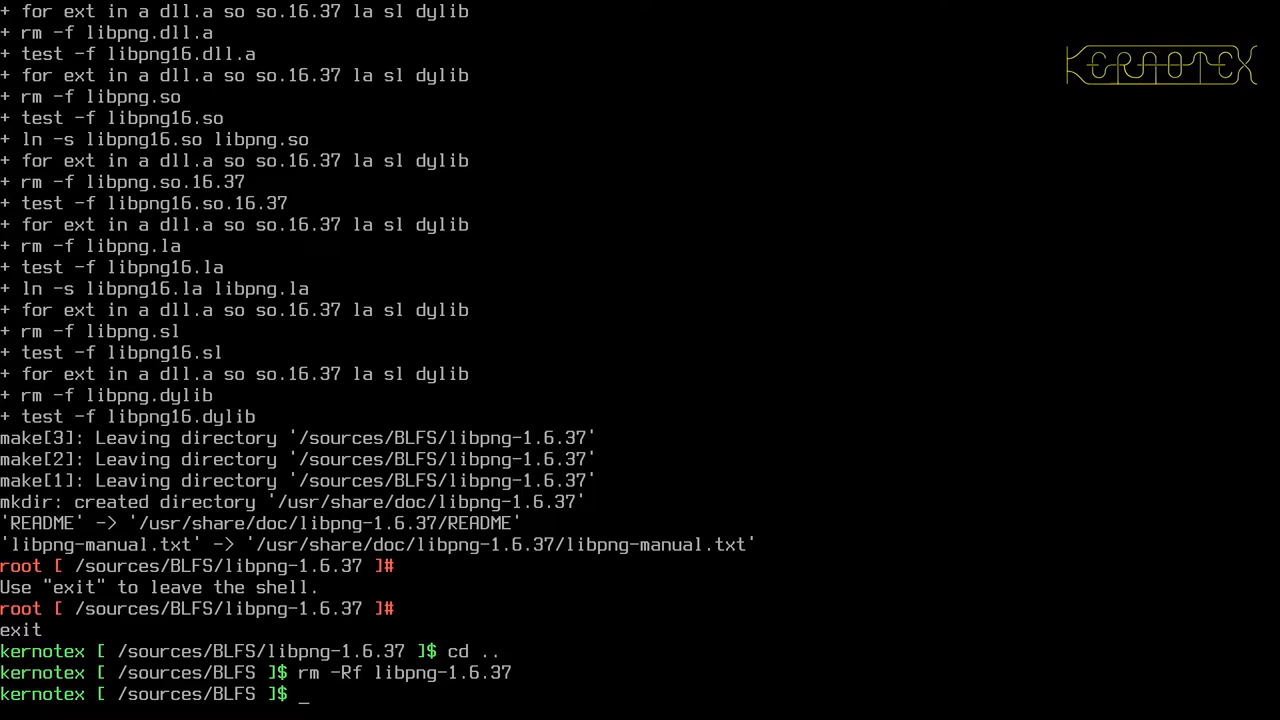 + for ext in a dll.a so so.16.37 la sl dylib
+ rm -f libpng.dll.a
+ test -f libpng16.dll.a
+ for ext in a dll.a so so.16.37 la sl dylib
+ rm -f libpng.so
+ test -f libpng16.so
+ ln -s libpng16.so libpng.so
+ for ext in a dll.a so so.16.37 la sl dylib
+ rm -f libpng.so.16.37
+ test -f libpng16.so.16.37
+ for ext in a dll.a so so.16.37 la sl dylib
+ rm -f libpng.la
+ test -f libpng16.la
+ ln -s libpng16.la libpng.la
+ for ext in a dll.a so so.16.37 la sl dylib
+ rm -f libpng.sl
+ test -f libpng16.sl
+ for ext in a dll.a so so.16.37 la sl dylib
+ rm -f libpng.dylib
+ test -f libpng16.dylib
make[3]: Leaving directory '/sources/BLFS/libpng-1.6.37'
make[2]: Leaving directory '/sources/BLFS/libpng-1.6.37'
make[1]: Leaving directory '/sources/BLFS/libpng-1.6.37'
mkdir: created directory '/usr/share/doc/libpng-1.6.37'
'README' -> '/usr/share/doc/libpng-1.6.37/README'
'libpng-manual.txt' -> '/usr/share/doc/libpng-1.6.37/libpng-manual.txt'
root [ /sources/BLFS/libpng-1.6.37 ]#
Use "exit" to leave the shell.
root [ /sources/BLFS/libpng-1.6.37 ]#
exit
kernotex [ /sources/BLFS/libpng-1.6.37 ]$ cd ..
kernotex [ /sources/BLFS ]$ rm -Rf libpng-1.6.37
kernotex [ /sources/BLFS ]$ _
KERNOTEX